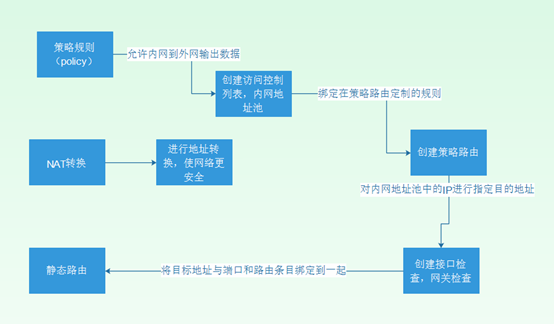 策略规则
（policy）
允许内网到外网输出数据
创建访问控制
列表，内网地
址池
绑定在策略路由定制的规则
创建策略路由
NAT转换
进行地址转
换，使网络更
安全
对内网地址池中的IP进行指定目的地址
创建接口检
查，网关检查
将目标地址与端口和路由条目绑定到一起
静态路由